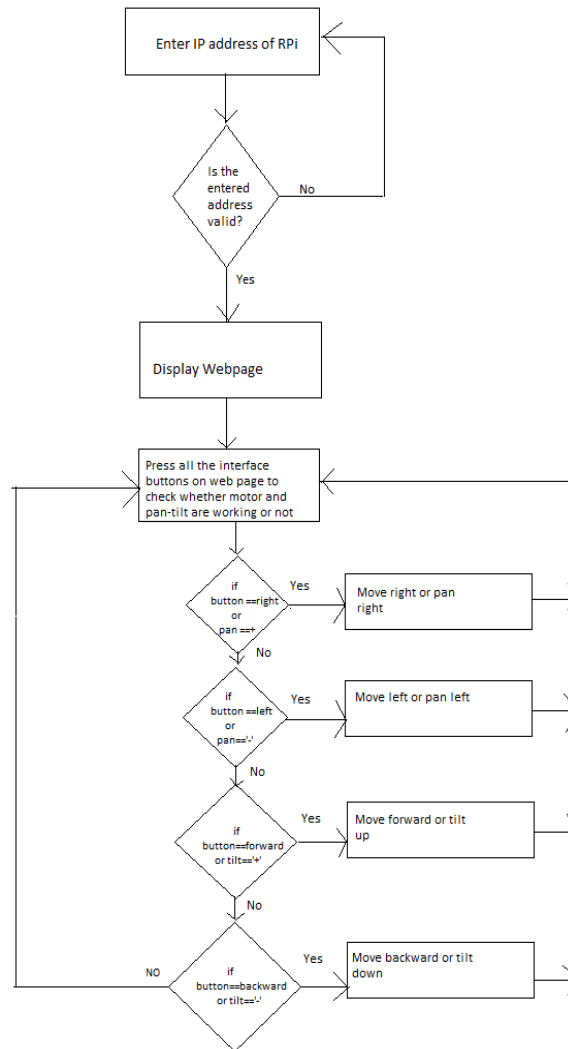 Enter IP address of RPi
Is the
entered
address
valid?
No
Yes
Display Webpage
Press all the interface
buttons on web page to
check whether motor and
pan-tilt are working or not
if
button ==right
or
pan ==+
Yes
Move right or pan
right
No
if
button ==left
or
pan=='-'
Yes
Move left or pan left
No
if
button==forward
or tilt=='+'
Yes
Move forward or tilt
up
No
if
button==backward
or tilt=='-'
NO
Yes
Move backward or tilt
down